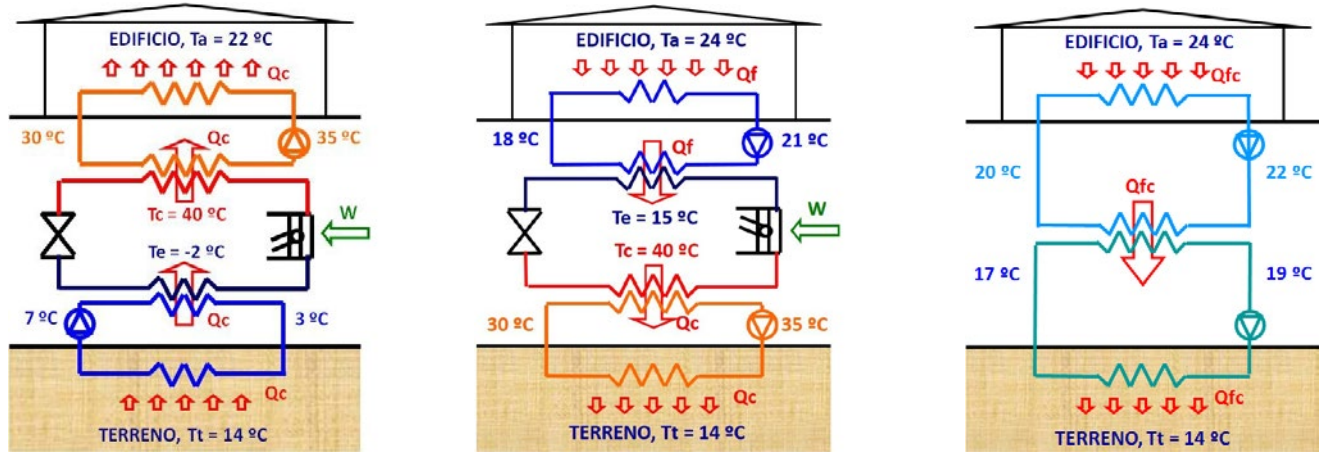 EDIFICIO, Ta = 22 ºC
Qc
30 ºC
Qc
35 ºC
Tc = 40 ºC
W
Te = -2 ºC
7 ºC
Qc
3 ºC
Qc
TERRENO, Tt = 14 ºC
EDIFICIO, Ta = 24 ºC
Qf
18 ºC
Qf
21 ºC
Te = 15 ºC
W
Tc = 40 ºC
30 ºC
Qc
35 ºC
Qc
TERRENO, Tt = 14 ºC
EDIFICIO, Ta = 24 ºC
Qfc
20 ºC
Qfc
22 ºC
17 ºC
19 ºC
Qfc
TERRENO, Tt = 14 ºC